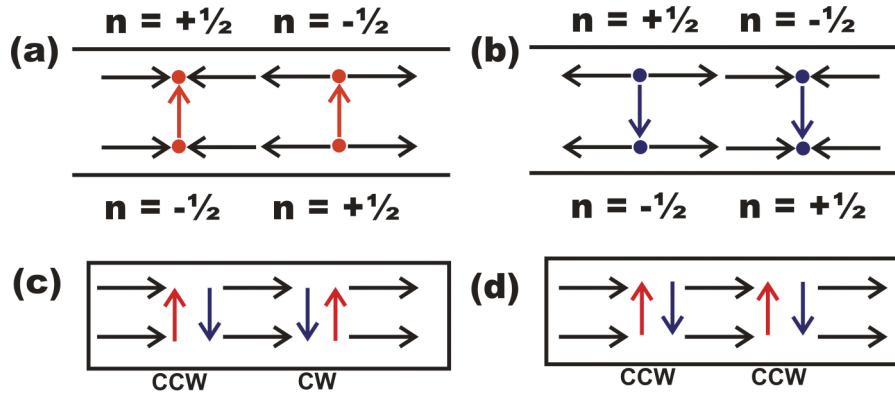 n = +½ n = -½
(a)
n = -½ n = +½
(b)
n = +½ n = -½
n = -½ n = +½
(c)
CCW CW
(d)
CCW CCW